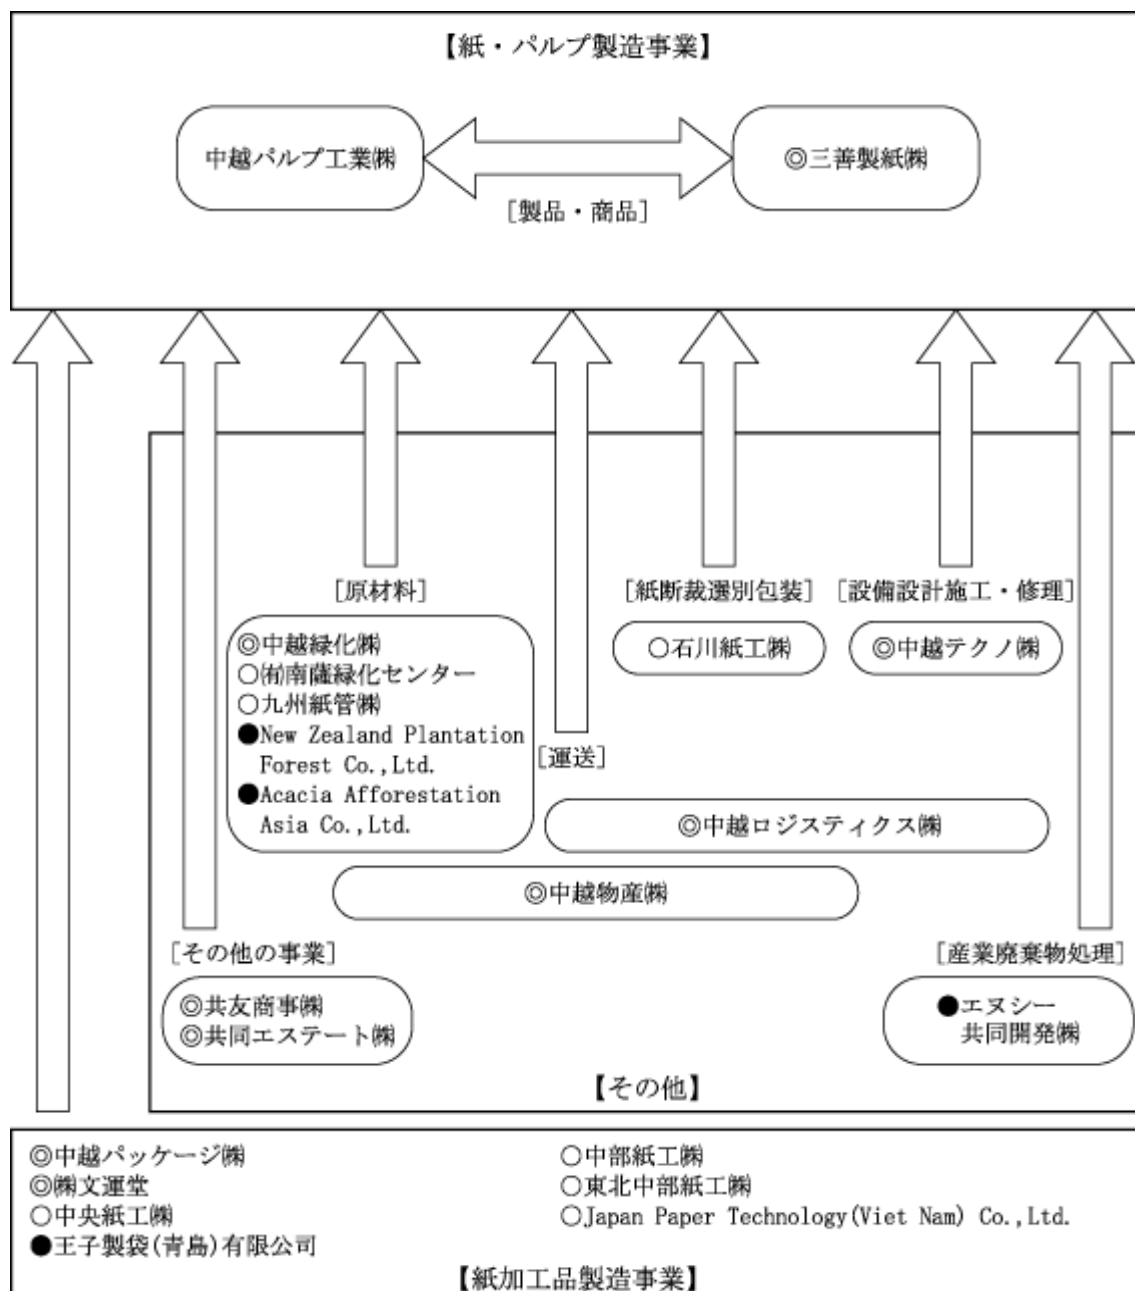 【紙・パルプ製造事業】
中越パルプ工業㈱
◎三善製紙㈱
[製品・商品]
[原材料]
◎中越緑化㈱
○㈲南薩緑化センター
○九州紙管㈱
●New Zealand Plantation
Forest Co.,Ltd.
●Acacia Afforestation
Asia Co.,Ltd.
[紙断裁選別包装]
○石川紙工㈱
[設備設計施工・修理]
◎中越テクノ㈱
[運送]
◎中越ロジスティクス㈱
◎中越物産㈱
[その他の事業]
◎共友商事㈱
◎共同エステート㈱
[産業廃棄物処理]
●エヌシー
共同開発㈱
【その他】
◎中越パッケージ㈱
◎㈱文運堂
○中央紙工㈱
●王子製袋(青島)有限公司
○中部紙工㈱
○東北中部紙工㈱
○Japan Paper Technology(Viet Nam) Co.,Ltd.
【紙加工品製造事業】